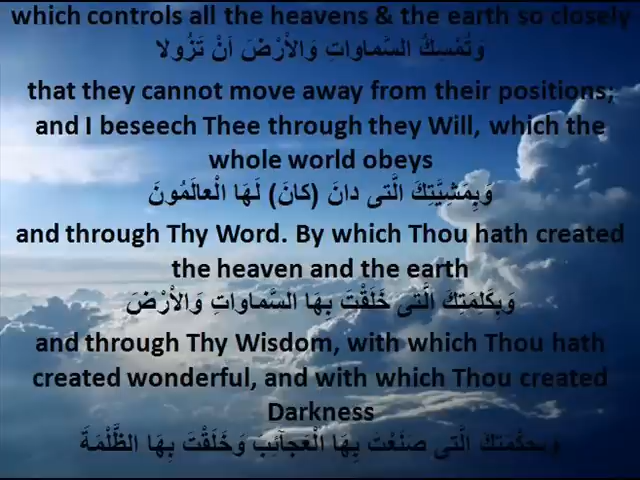 which controls all the heavens & the earth so closely
وَتُمْسِكُ السَّماواتِ وَالاَْرْضَ اَنْ تَزُولا
that they cannot move away from their positions;
and I beseech Thee through they Will, which the
whole world obeys
وَبِمَشِيَّتِكَ الَّتى دانَ (كانَ) لَهَا الْعالَمُونَ
and through Thy Word. By which Thou hath created
the heaven and the earth
وَبِكَلِمَتِكَ الَّتى خَلَقْتَ بِهَا السَّماواتِ وَالاَْرْضَ
and through Thy Wisdom, with which Thou hath
created wonderful, and with which Thou created
Darkness
وَبِحِكْمَتِكَ الَّتى صَنَعْتَ بِهَا الْعَجآئِبَ وَخَلَقْتَ بِهَا الظُّلْمَةَ